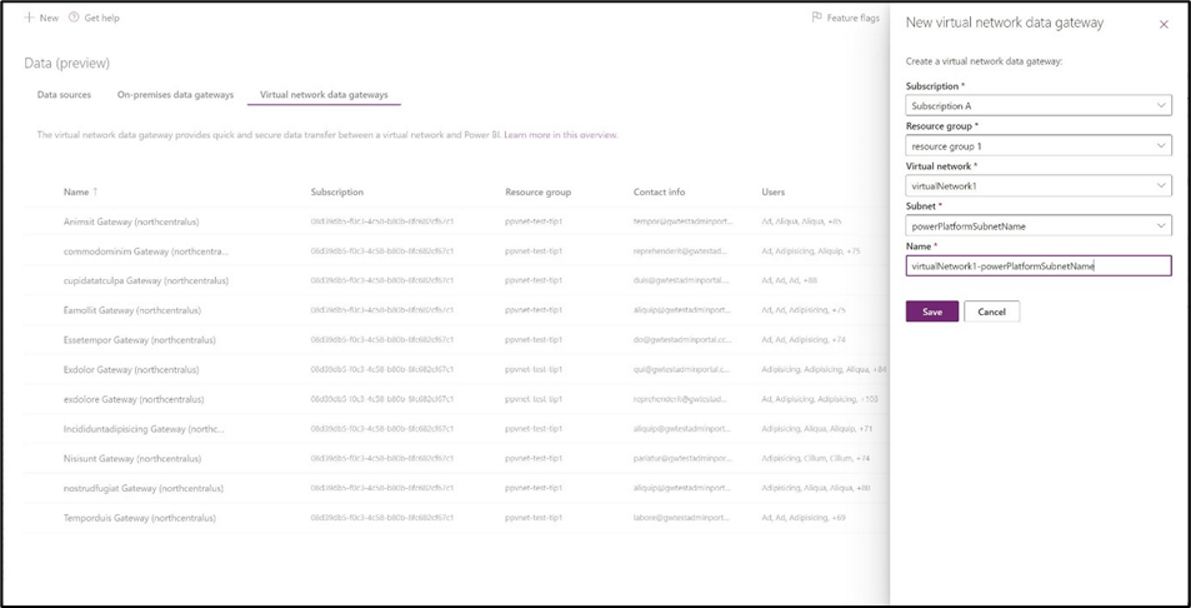 + New Get help Feature flags
Data (preview)
Data sources On-premises data gateways Virtual network data gateways
The virtual network data gateway provides quick and secure data transfer between a virtual network and Power BI. Learn more in this overview.
Name ↑ Subscription Resource group Contact info Users
Animsit Gateway (northcentralus) 08d39db5-f0c3-4c58-b80b-8fc682cf67c1 ppvnet-test-tip1 tempor@gwtestadminport... Ad, Aliqua, Aliqua, +85
commodominim Gateway (northcentra... 08d39db5-f0c3-4c58-b80b-8fc682cf67c1 ppvnet-test-tip1 reprehenderit@gwtestad... Ad, Adipisicing, Aliquip, +75
cupidatatculpa Gateway (northcentralus) 08d39db5-f0c3-4c58-b80b-8fc682cf67c1 ppvnet-test-tip1 duis@gwtestadminportal.... Ad, Ad, Ad, +88
Eamollit Gateway (northcentralus) 08d39db5-f0c3-4c58-b80b-8fc682cf67c1 ppvnet-test-tip1 aliquip@gwtestadminport... Ad, Ad, Adipisicing, +75
Essetempor Gateway (northcentralus) 08d39db5-f0c3-4c58-b80b-8fc682cf67c1 ppvnet-test-tip1 do@gwtestadminportal.cc... Ad, Ad, Adipisicing, +74
Exdolor Gateway (northcentralus) 08d39db5-f0c3-4c58-b80b-8fc682cf67c1 ppvnet-test-tip1 qui@gwtestadminportal.c... Adipisicing, Adipisicing, Aliqua, +84
exdolore Gateway (northcentralus) 08d39db5-f0c3-4c58-b80b-8fc682cf67c1 ppvnet-test-tip1 reprehenderit@gwtestad... Ad, Adipisicing, Adipisicing, +103
Incididuntadipisicing Gateway (northc... 08d39db5-f0c3-4c58-b80b-8fc682cf67c1 ppvnet-test-tip1 aliquip@gwtestadminport... Adipisicing, Aliqua, Aliquip, +71
Nisisunt Gateway (northcentralus) 08d39db5-f0c3-4c58-b80b-8fc682cf67c1 ppvnet-test-tip1 pariatur@gwtestadminpor... Adipisicing, Cillum, Cillum, +74
nostrudfugiat Gateway (northcentralus) 08d39db5-f0c3-4c58-b80b-8fc682cf67c1 ppvnet-test-tip1 aliquip@gwtestadminport... Adipisicing, Aliqua, Aliqua, +80
Temporduis Gateway (northcentralus) 08d39db5-f0c3-4c58-b80b-8fc682cf67c1 ppvnet-test-tip1 labore@gwtestadminport... Ad, Ad, Adipisicing, +69
New virtual network data gateway
Create a virtual network data gateway:
Subscription *
Subscription A
Resource group *
resource group 1
Virtual network *
virtualNetwork1
Subnet *
powerPlatformSubnetName
Name *
virtualNetwork1-powerPlatformSubnetName
Save Cancel